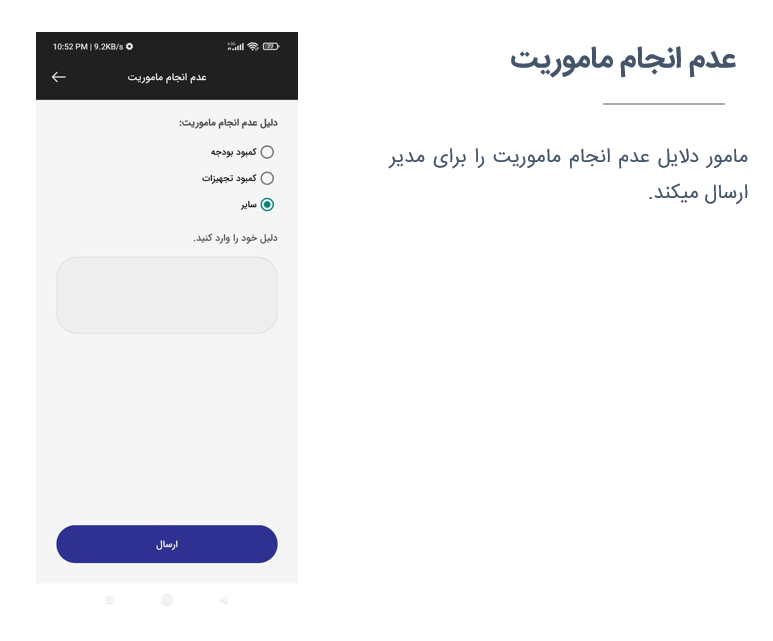 عدم انجام ماموریت
مامور دلایل عدم انجام ماموریت را برای مدیر
ارسال میکند.
10:52 PM | 9.2KB/s
عدم انجام ماموریت
دلیل عدم انجام ماموریت:
کمبود بودجه
کمبود تجهیزات
سایر
دلیل خود را وارد کنید.
ارسال